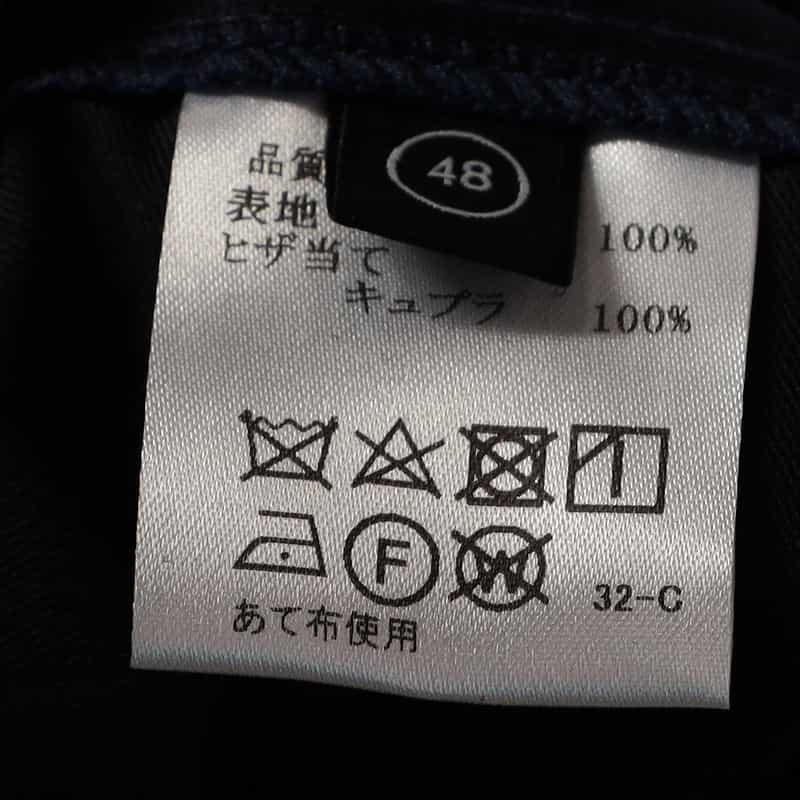 48
品質
表地 100%
ヒザ当て
キュプラ 100%
F
W
32-C
あて布使用